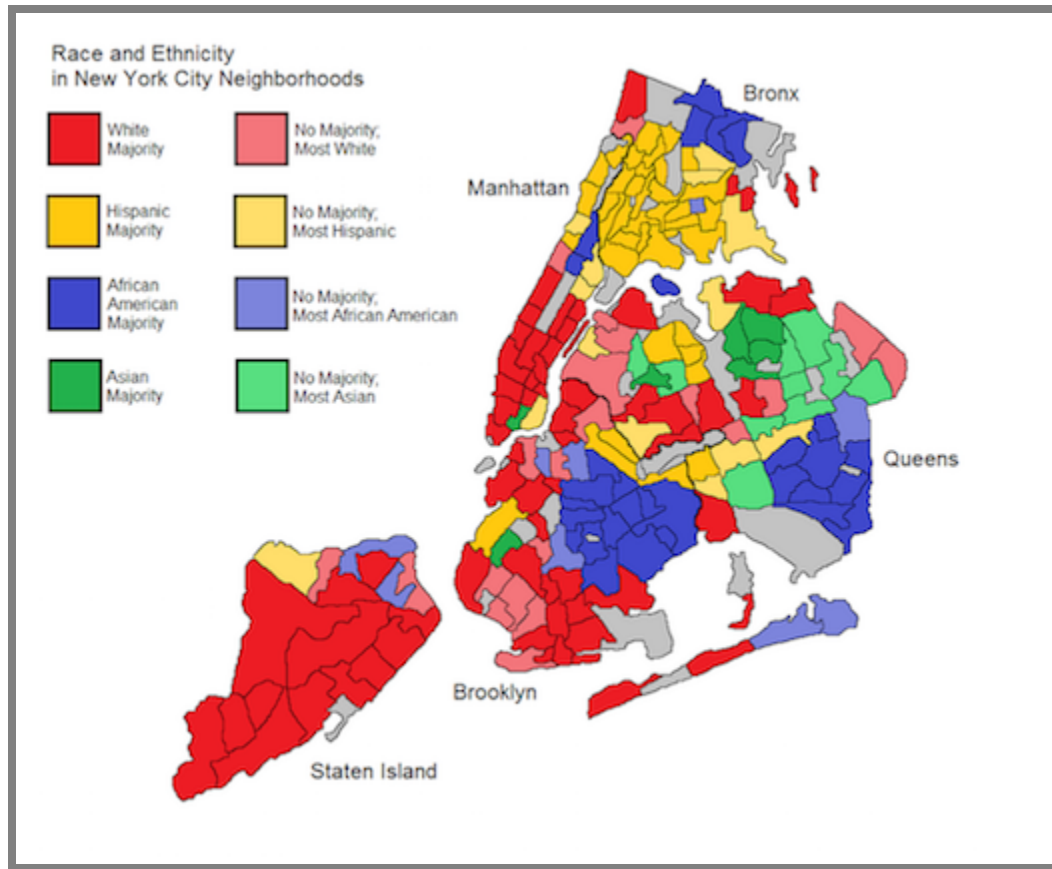 Race and Ethnicity
in New York City Neighborhoods
White
Majority
No Majority;
Most White
Hispanic
Majority
No Majority;
Most Hispanic
African
American
Majority
No Majority;
Most African American
Asian
Majority
No Majority;
Most Asian
Bronx
Manhattan
Queens
Brooklyn
Staten Island